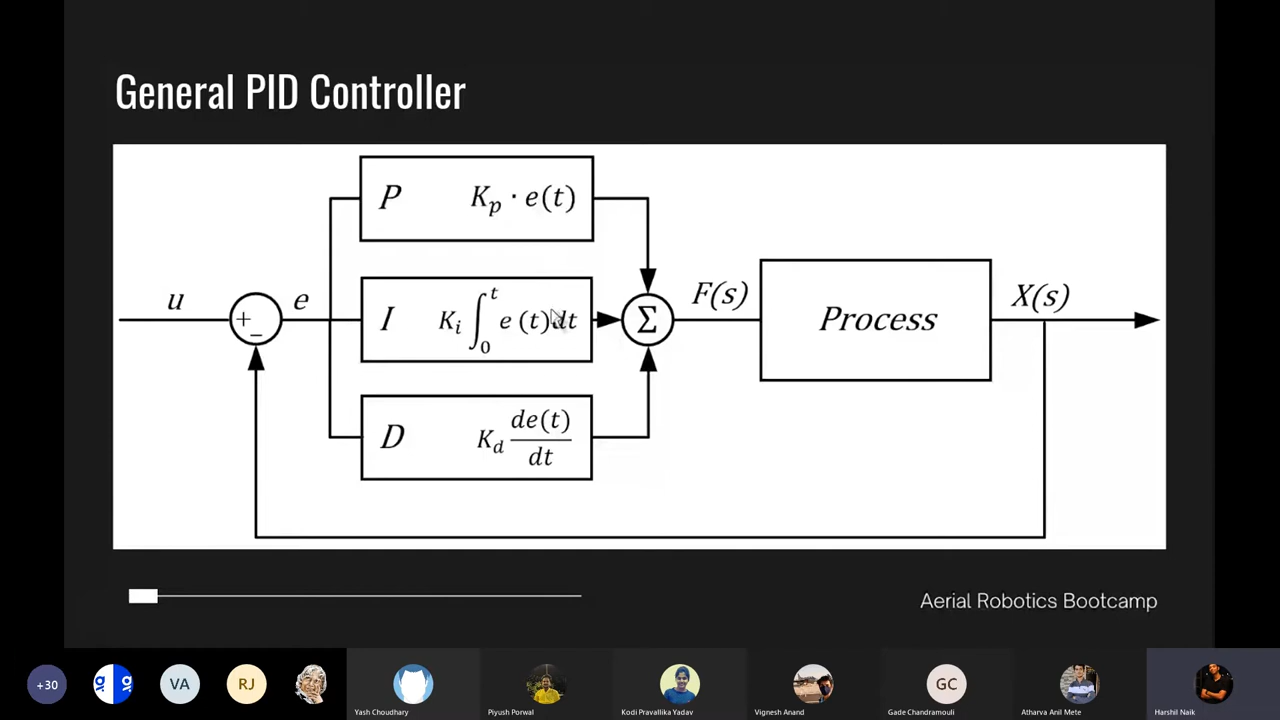 General PID Controller
P K_p · e(t)
u
+
−
e
I K_i ∫_0^t e (t)dt
Σ
F(s)
Process
X(s)
D K_d de(t)/dt
Aerial Robotics Bootcamp
+30
VA
RJ
GC
Yash Choudhary
Piyush Porwal
Kodi Pravallika Yadav
Vignesh Anand
Gade Chandramouli
Atharva Anil Mete
Harshil Naik